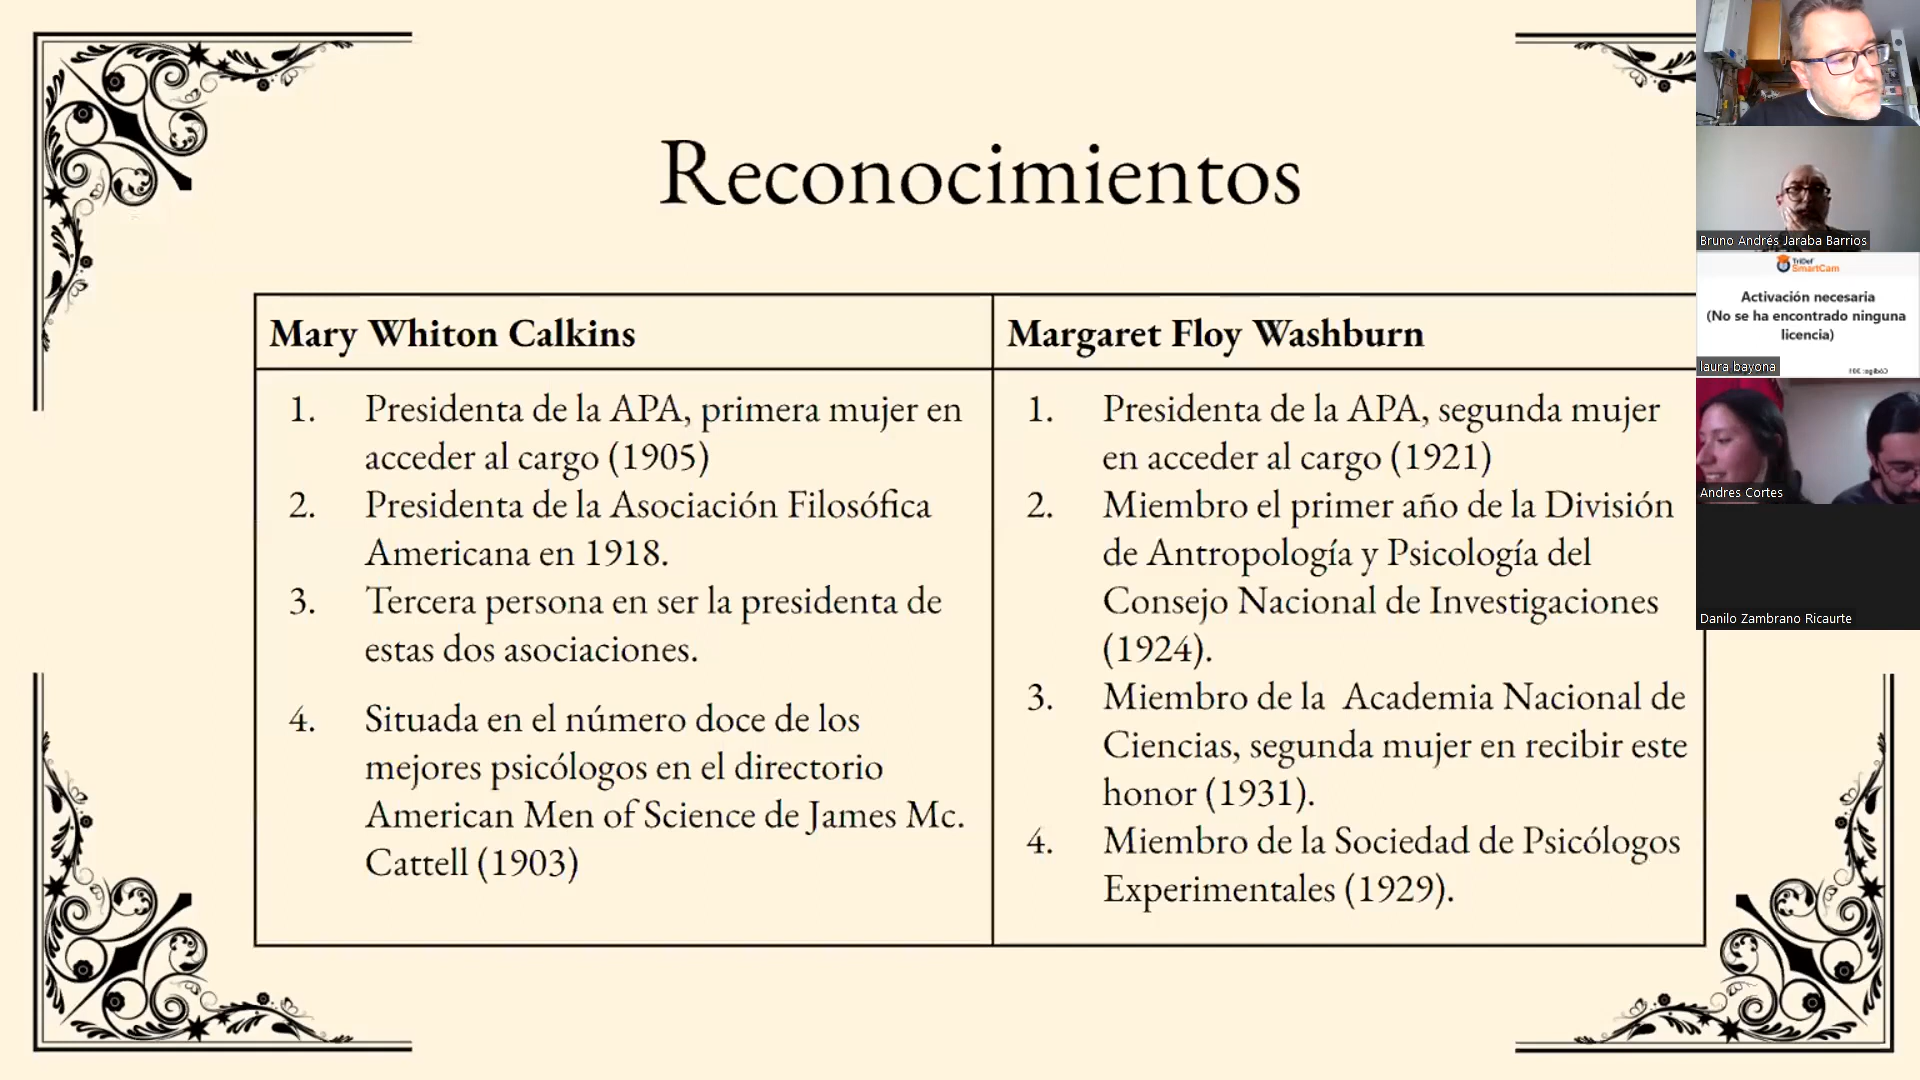 Reconocimientos
Mary Whiton Calkins
1. Presidenta de la APA, primera mujer en
acceder al cargo (1905)
2. Presidenta de la Asociación Filosófica
Americana en 1918.
3. Tercera persona en ser la presidenta de
estas dos asociaciones.
4. Situada en el número doce de los
mejores psicólogos en el directorio
American Men of Science de James Mc.
Cattell (1903)
Margaret Floy Washburn
1. Presidenta de la APA, segunda mujer
en acceder al cargo (1921)
2. Miembro el primer año de la División
de Antropología y Psicología del
Consejo Nacional de Investigaciones
(1924).
3. Miembro de la Academia Nacional de
Ciencias, segunda mujer en recibir este
honor (1931).
4. Miembro de la Sociedad de Psicólogos
Experimentales (1929).
Bruno Andrés Jaraba Barrios
TriDef
SmartCam
Activación necesaria
(No se ha encontrado ninguna
licencia)
laura bayona
Andres Cortes
Danilo Zambrano Ricaurte